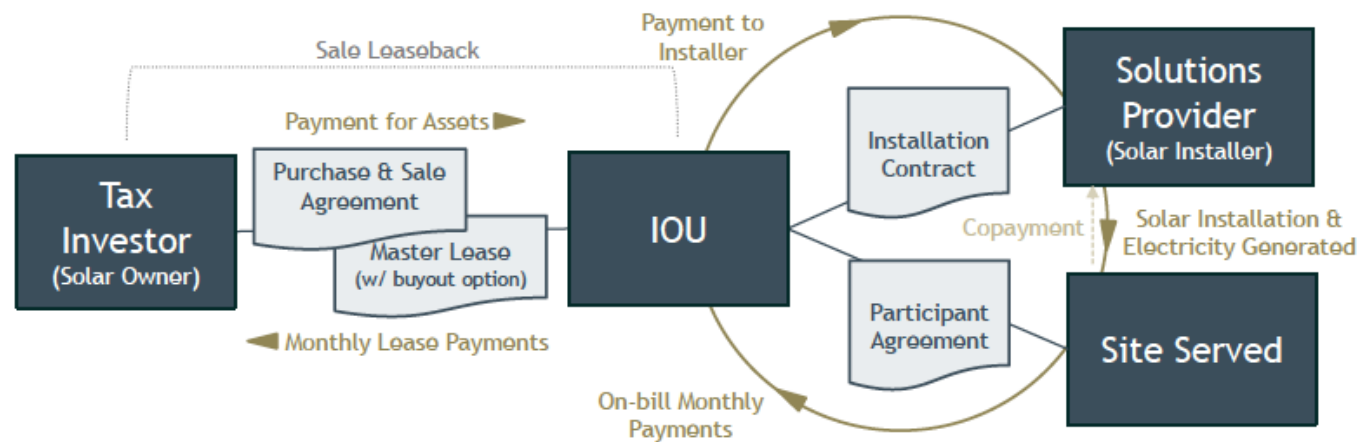 Sale Leaseback
Payment for Assets
Tax
Investor
(Solar Owner)
Purchase & Sale
Agreement
Master Lease
(w/ buyout option)
Monthly Lease Payments
IOU
Payment to
Installer
Installation
Contract
Solutions
Provider
(Solar Installer)
Copayment
Solar Installation &
Electricity Generated
Participant
Agreement
Site Served
On-bill Monthly
Payments